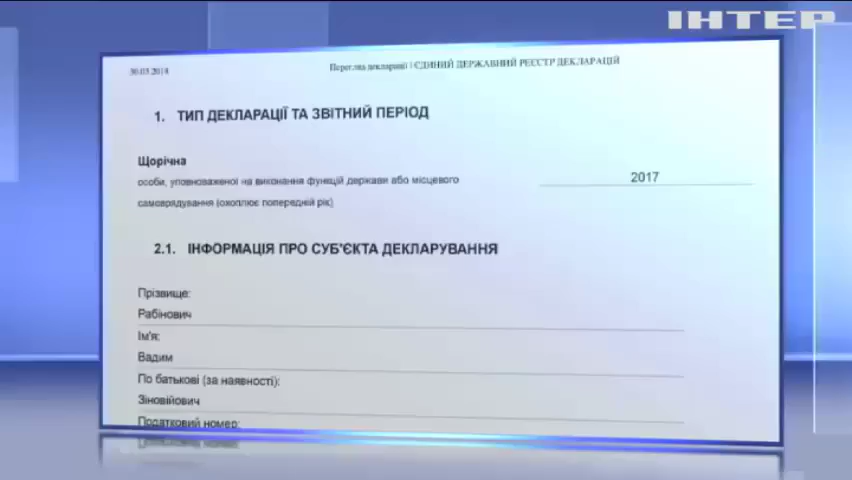 ІНТЕР
30.03.2018
Перегляд декларації | ЄДИНИЙ ДЕРЖАВНИЙ РЕЄСТР ДЕКЛАРАЦІЙ
1. ТИП ДЕКЛАРАЦІЇ ТА ЗВІТНИЙ ПЕРІОД
Щорічна
особи, уповноваженої на виконання функцій держави або місцевого
2017
самоврядування (охоплює попередній рік)
2.1. ІНФОРМАЦІЯ ПРО СУБ'ЄКТА ДЕКЛАРУВАННЯ
Прізвище:
Рабінович
Ім'я:
Вадим
По батькові (за наявності):
Зіновійович
Податковий номер: